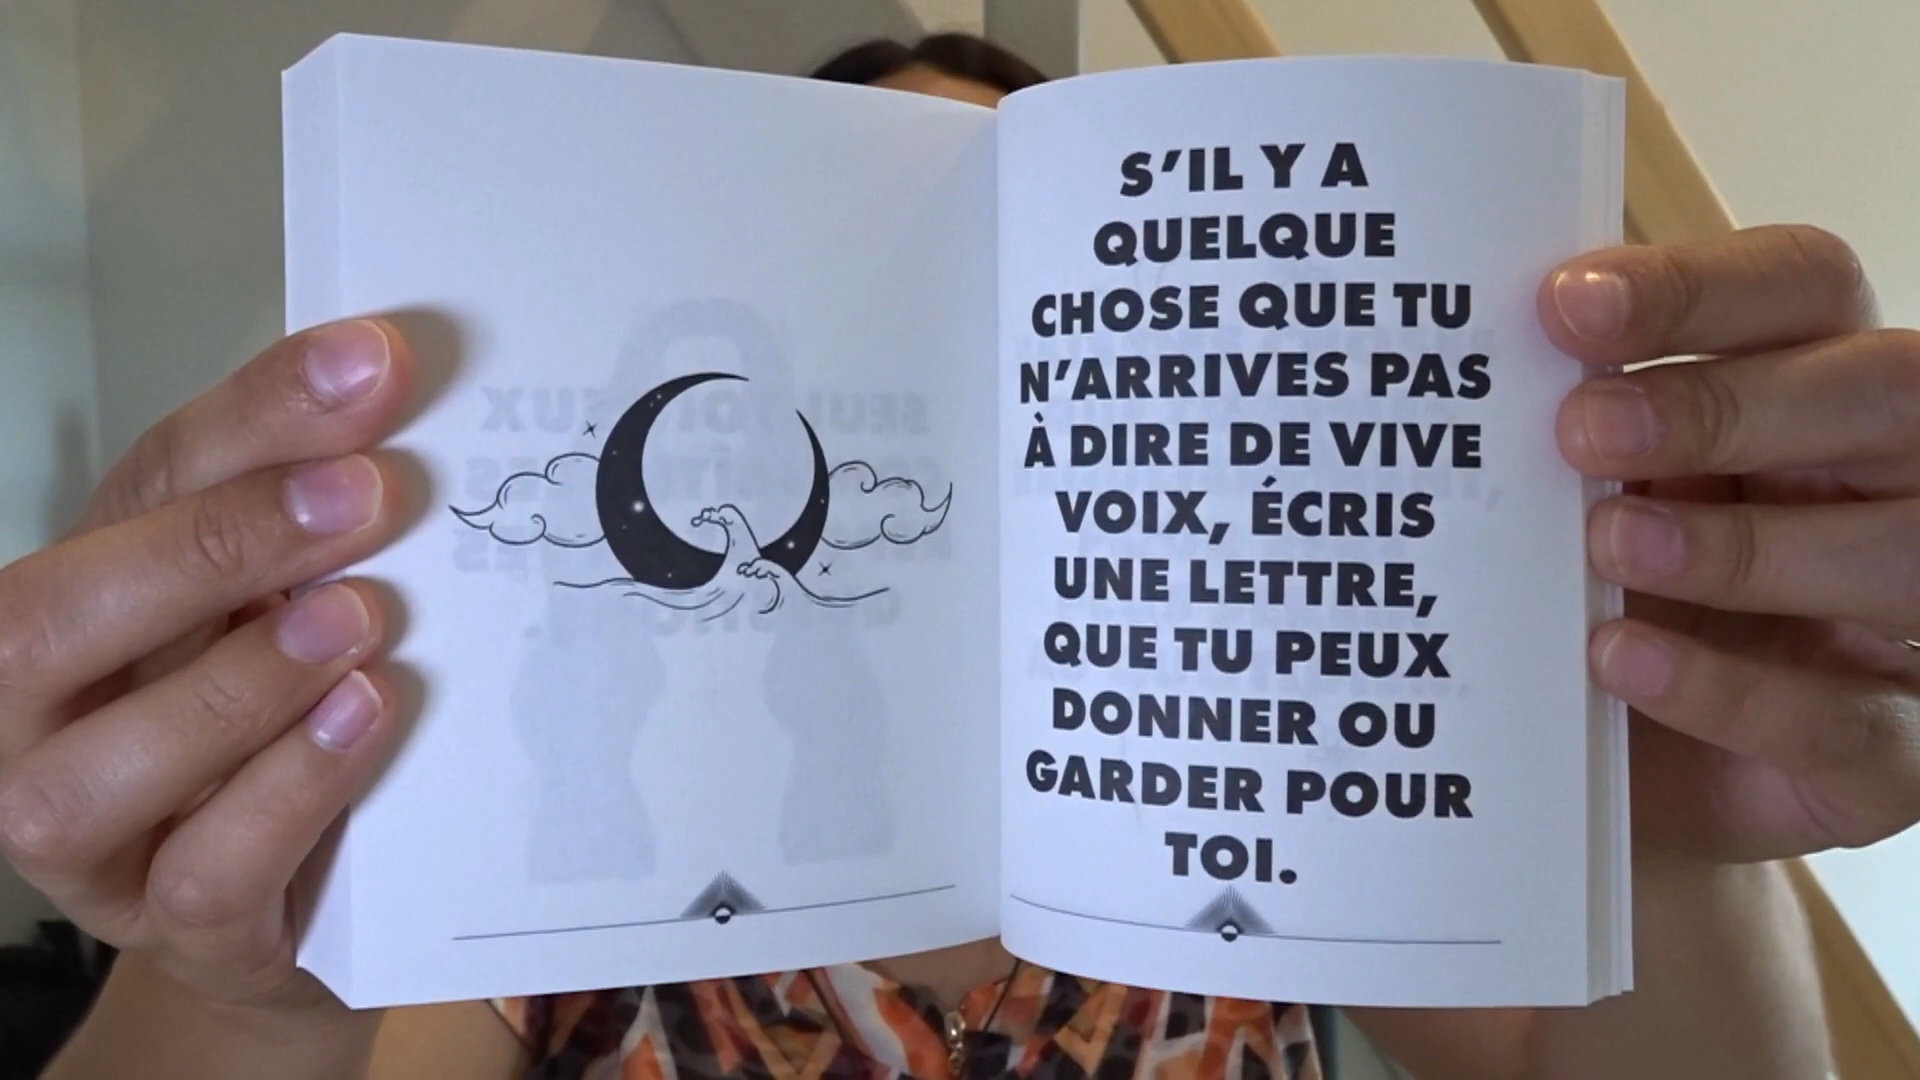 S'IL Y A
QUELQUE
CHOSE QUE TU
N'ARRIVES PAS
À DIRE DE VIVE
VOIX, ÉCRIS
UNE LETTRE,
QUE TU PEUX
DONNER OU
GARDER POUR
TOI.